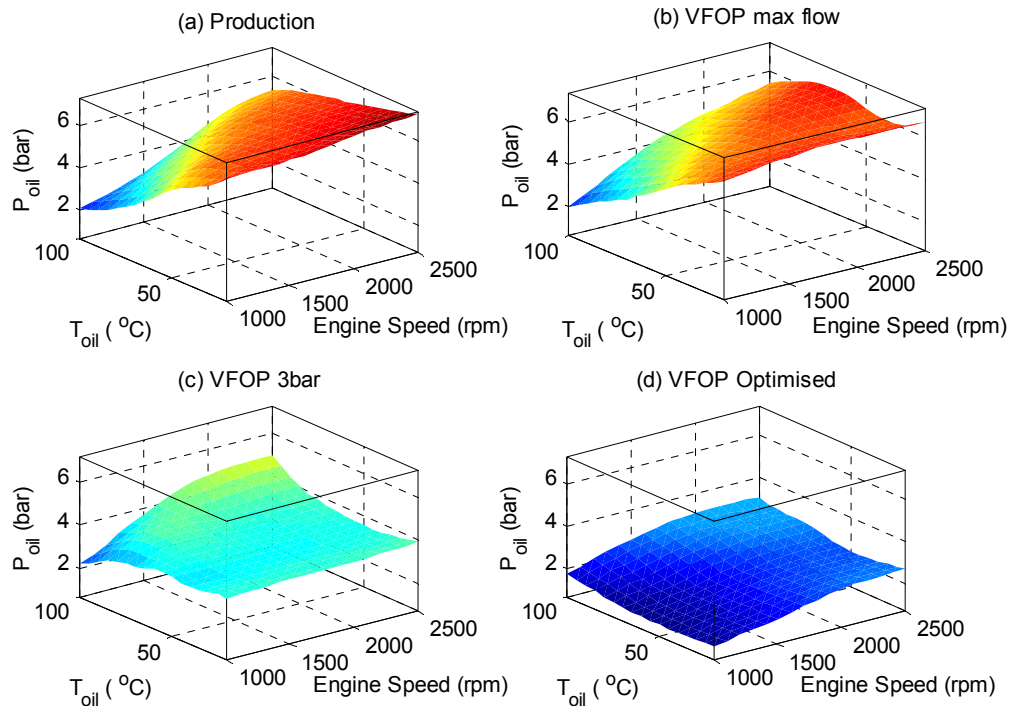 (a) Production
P_oil (bar)
6
4
2
100
50
T_oil ( °C)
1000
1500
2000
2500
Engine Speed (rpm)
(b) VFOP max flow
P_oil (bar)
6
4
2
100
50
T_oil ( °C)
1000
1500
2000
2500
Engine Speed (rpm)
(c) VFOP 3bar
P_oil (bar)
6
4
2
100
50
T_oil ( °C)
1000
1500
2000
2500
Engine Speed (rpm)
(d) VFOP Optimised
P_oil (bar)
6
4
2
100
50
T_oil ( °C)
1000
1500
2000
2500
Engine Speed (rpm)